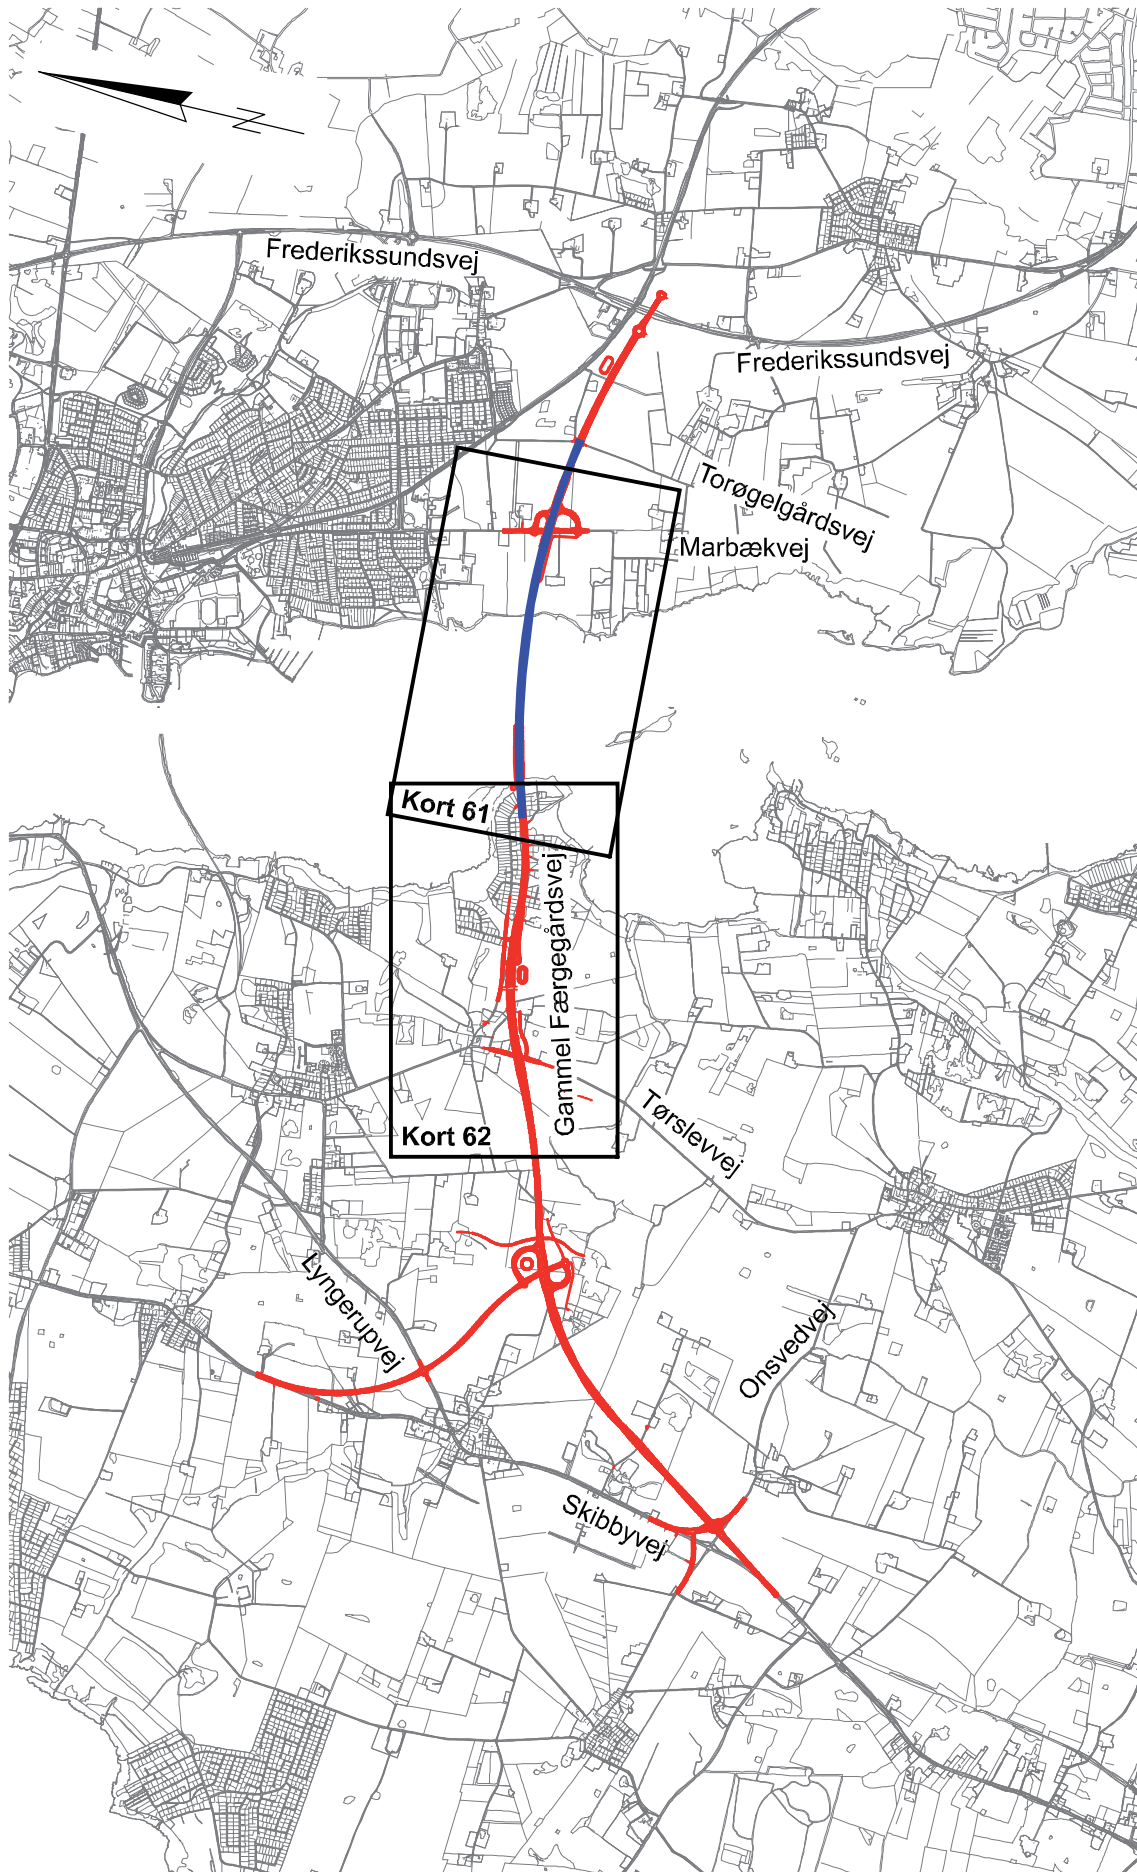 N
Frederikssundsvej
Frederikssundsvej
Torøgelgårdsvej
Marbækvej
Kort 61
Gammel Færgegårdsvej
Kort 62
Tørslevvej
Lyngerupvej
Onsvedvej
Skibbyvej